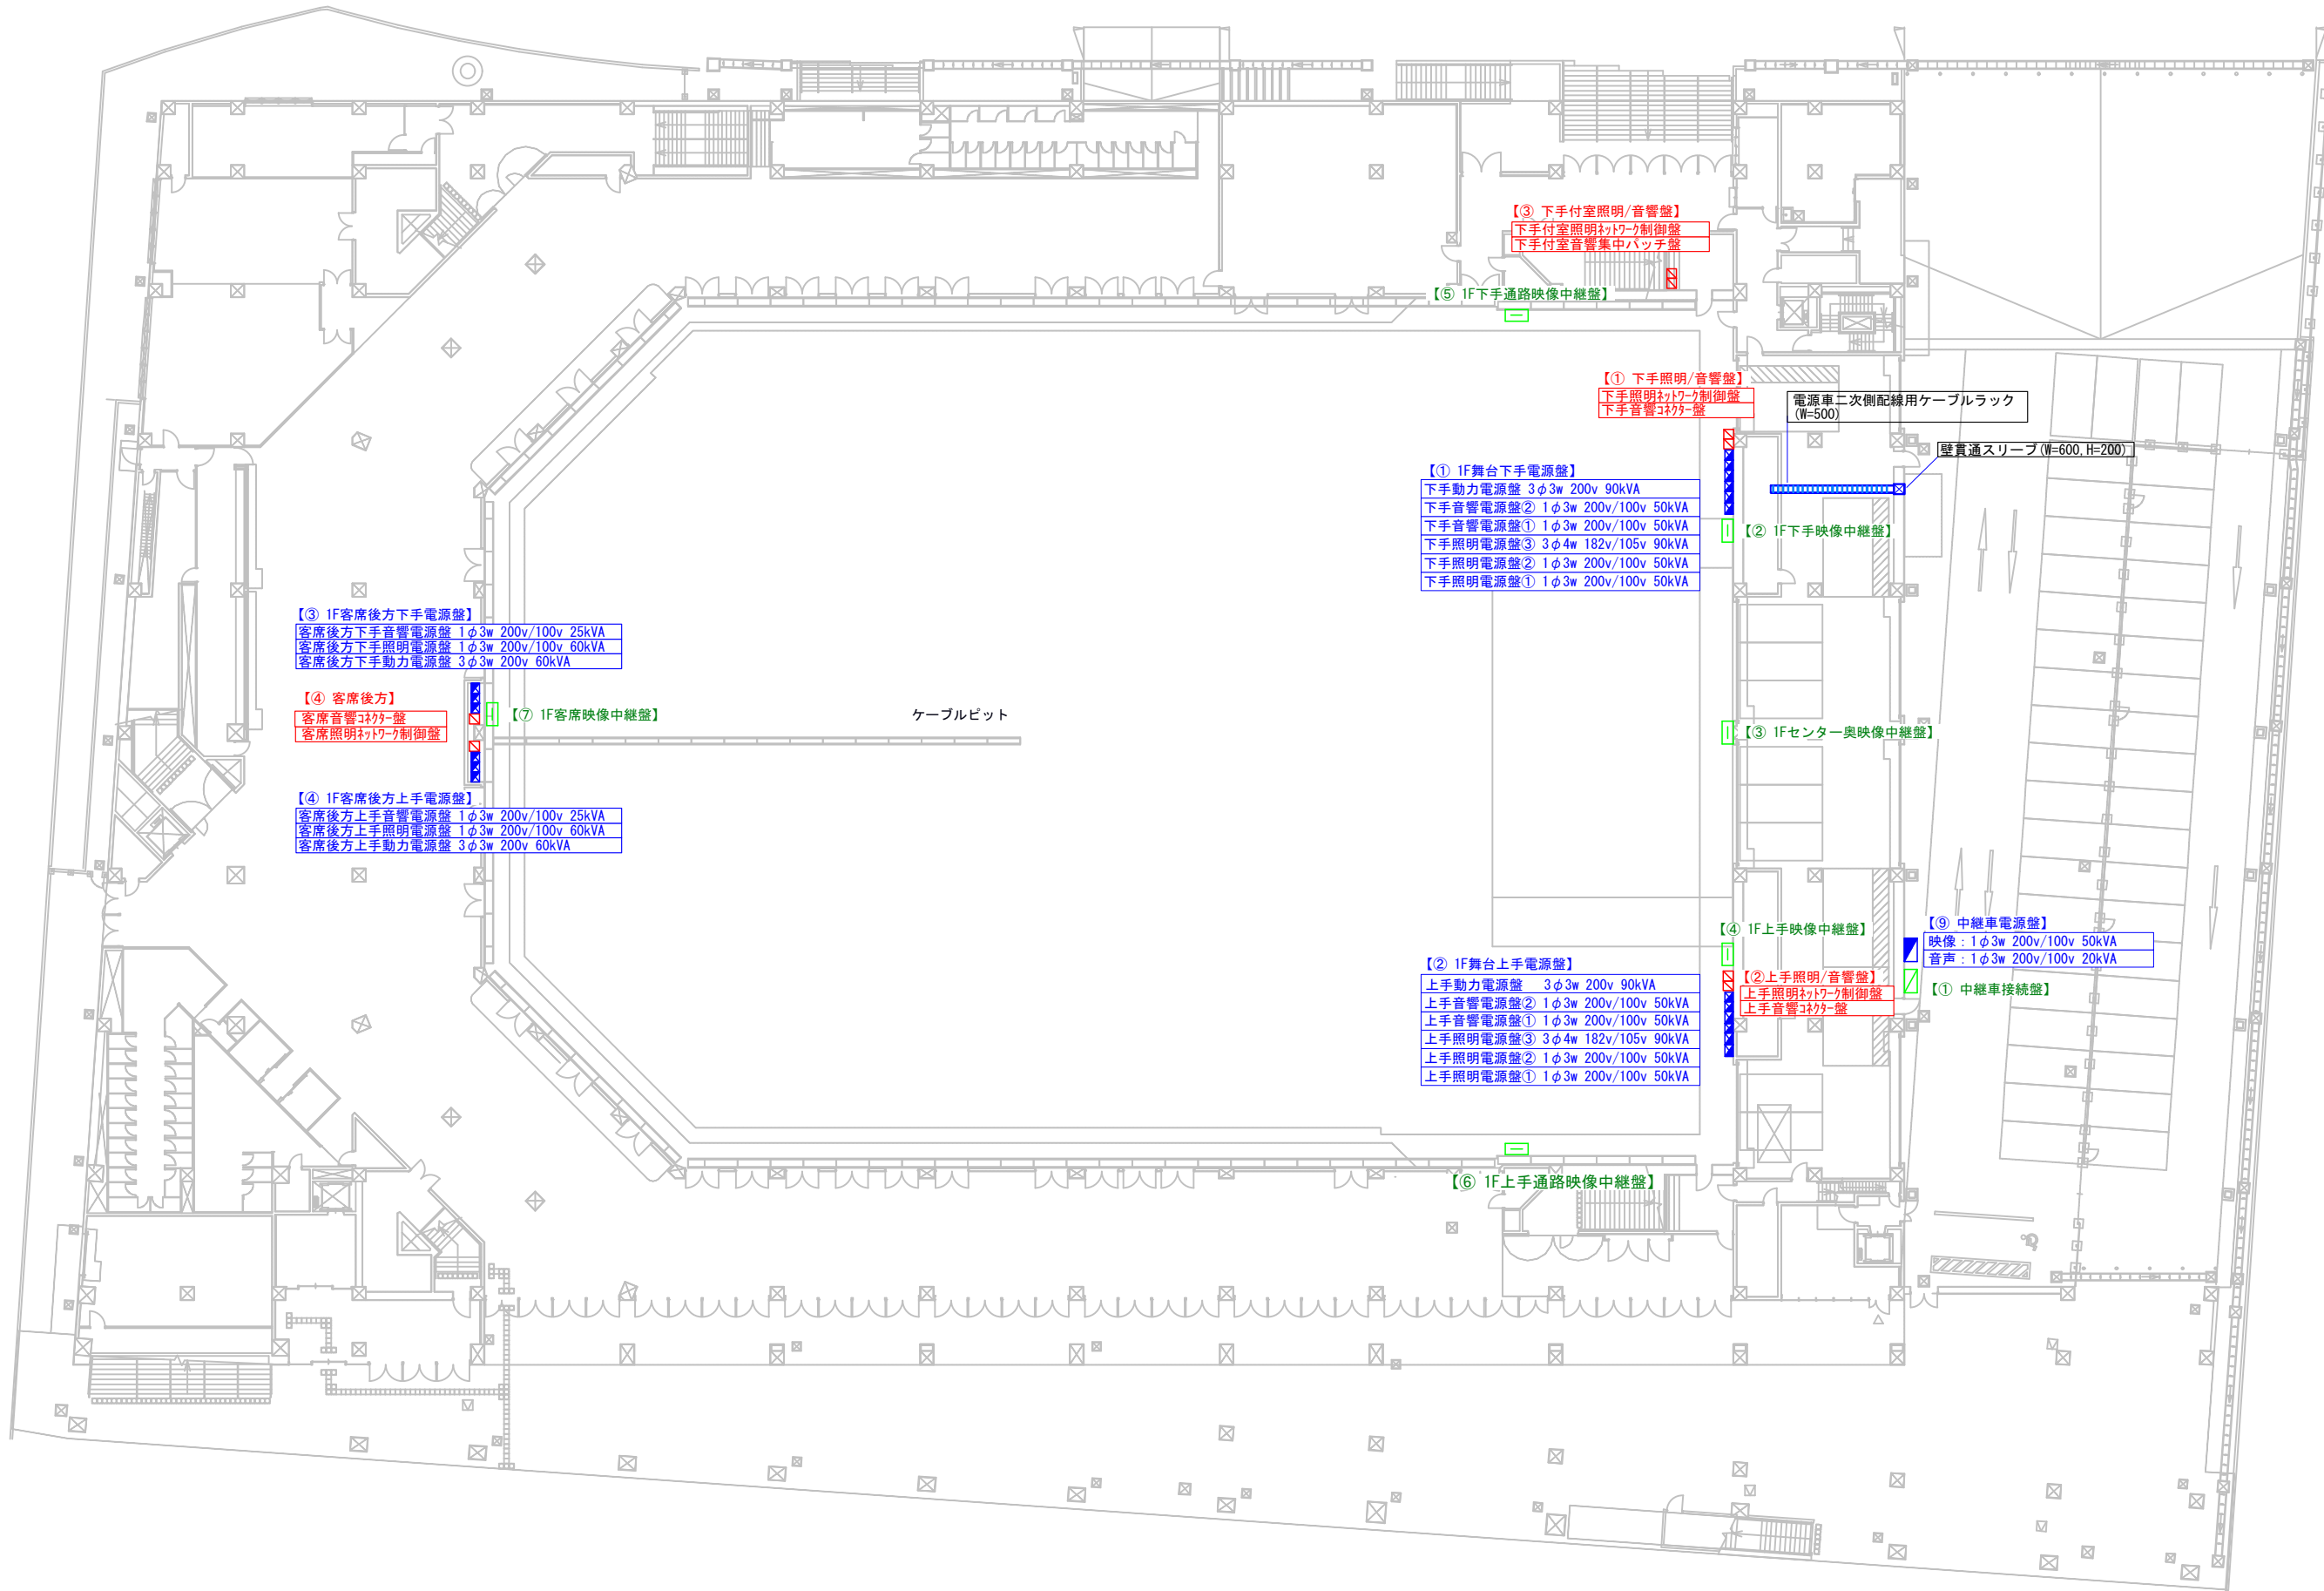 【③ 下手付室照明/音響盤】
下手付室照明ﾈｯﾄﾜｰｸ制御盤
下手付室音響集中パッチ盤
【⑤ 1F下手通路映像中継盤】
【① 下手照明/音響盤】
下手照明ﾈｯﾄﾜｰｸ制御盤
下手音響ｺﾈｸﾀｰ盤
電源車二次側配線用ケーブルラック
(W=500)
壁貫通スリーブ(W=600,H=200)
【① 1F舞台下手電源盤】
下手動力電源盤 3φ3w 200v 90kVA
下手音響電源盤② 1φ3w 200v/100v 50kVA
下手音響電源盤① 1φ3w 200v/100v 50kVA
下手照明電源盤③ 3φ4w 182v/105v 90kVA
下手照明電源盤② 1φ3w 200v/100v 50kVA
下手照明電源盤① 1φ3w 200v/100v 50kVA
【② 1F下手映像中継盤】
【③ 1F客席後方下手電源盤】
客席後方下手音響電源盤 1φ3w 200v/100v 25kVA
客席後方下手照明電源盤 1φ3w 200v/100v 60kVA
客席後方下手動力電源盤 3φ3w 200v 60kVA
【④ 客席後方】
客席音響ｺﾈｸﾀｰ盤
客席照明ﾈｯﾄﾜｰｸ制御盤
【⑦ 1F客席映像中継盤】
ケーブルピット
【③ 1Fセンター奥映像中継盤】
【④ 1F客席後方上手電源盤】
客席後方上手音響電源盤 1φ3w 200v/100v 25kVA
客席後方上手照明電源盤 1φ3w 200v/100v 60kVA
客席後方上手動力電源盤 3φ3w 200v 60kVA
【④ 1F上手映像中継盤】
【⑨ 中継車電源盤】
映像：1φ3w 200v/100v 50kVA
音声：1φ3w 200v/100v 20kVA
【① 中継車接続盤】
【② 1F舞台上手電源盤】
上手動力電源盤 3φ3w 200v 90kVA
上手音響電源盤② 1φ3w 200v/100v 50kVA
上手音響電源盤① 1φ3w 200v/100v 50kVA
上手照明電源盤③ 3φ4w 182v/105v 90kVA
上手照明電源盤② 1φ3w 200v/100v 50kVA
上手照明電源盤① 1φ3w 200v/100v 50kVA
【②上手照明/音響盤】
上手照明ﾈｯﾄﾜｰｸ制御盤
上手音響ｺﾈｸﾀｰ盤
【⑥ 1F上手通路映像中継盤】